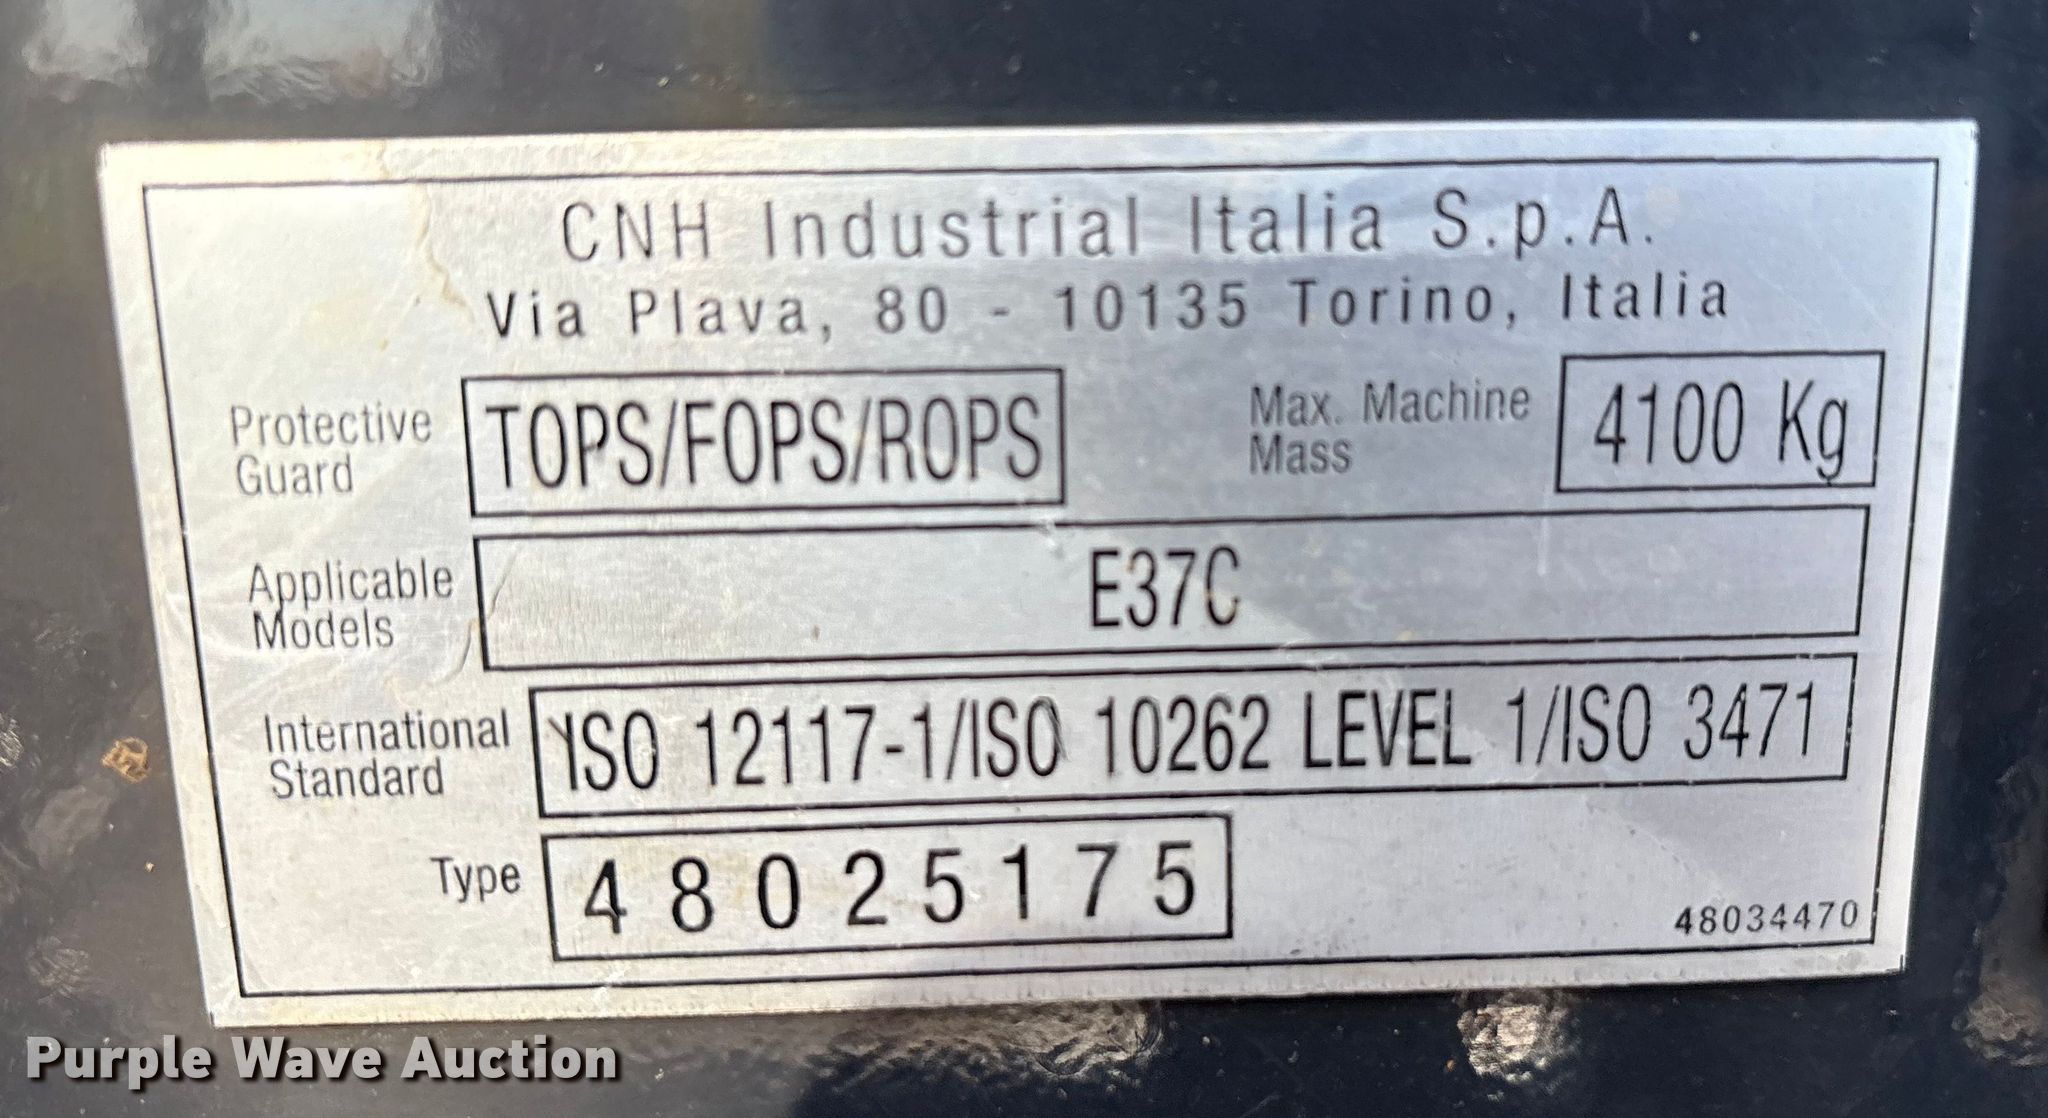 CNH Industrial Italia S.p.A.
Via Plava, 80 - 10135 Torino, Italia
Protective Guard TOPS/FOPS/ROPS Max. Machine Mass 4100 Kg
Applicable Models E37C
International Standard ISO 12117-1/ISO 10262 LEVEL 1/ISO 3471
Type 48025175
48034470
Purple Wave Auction